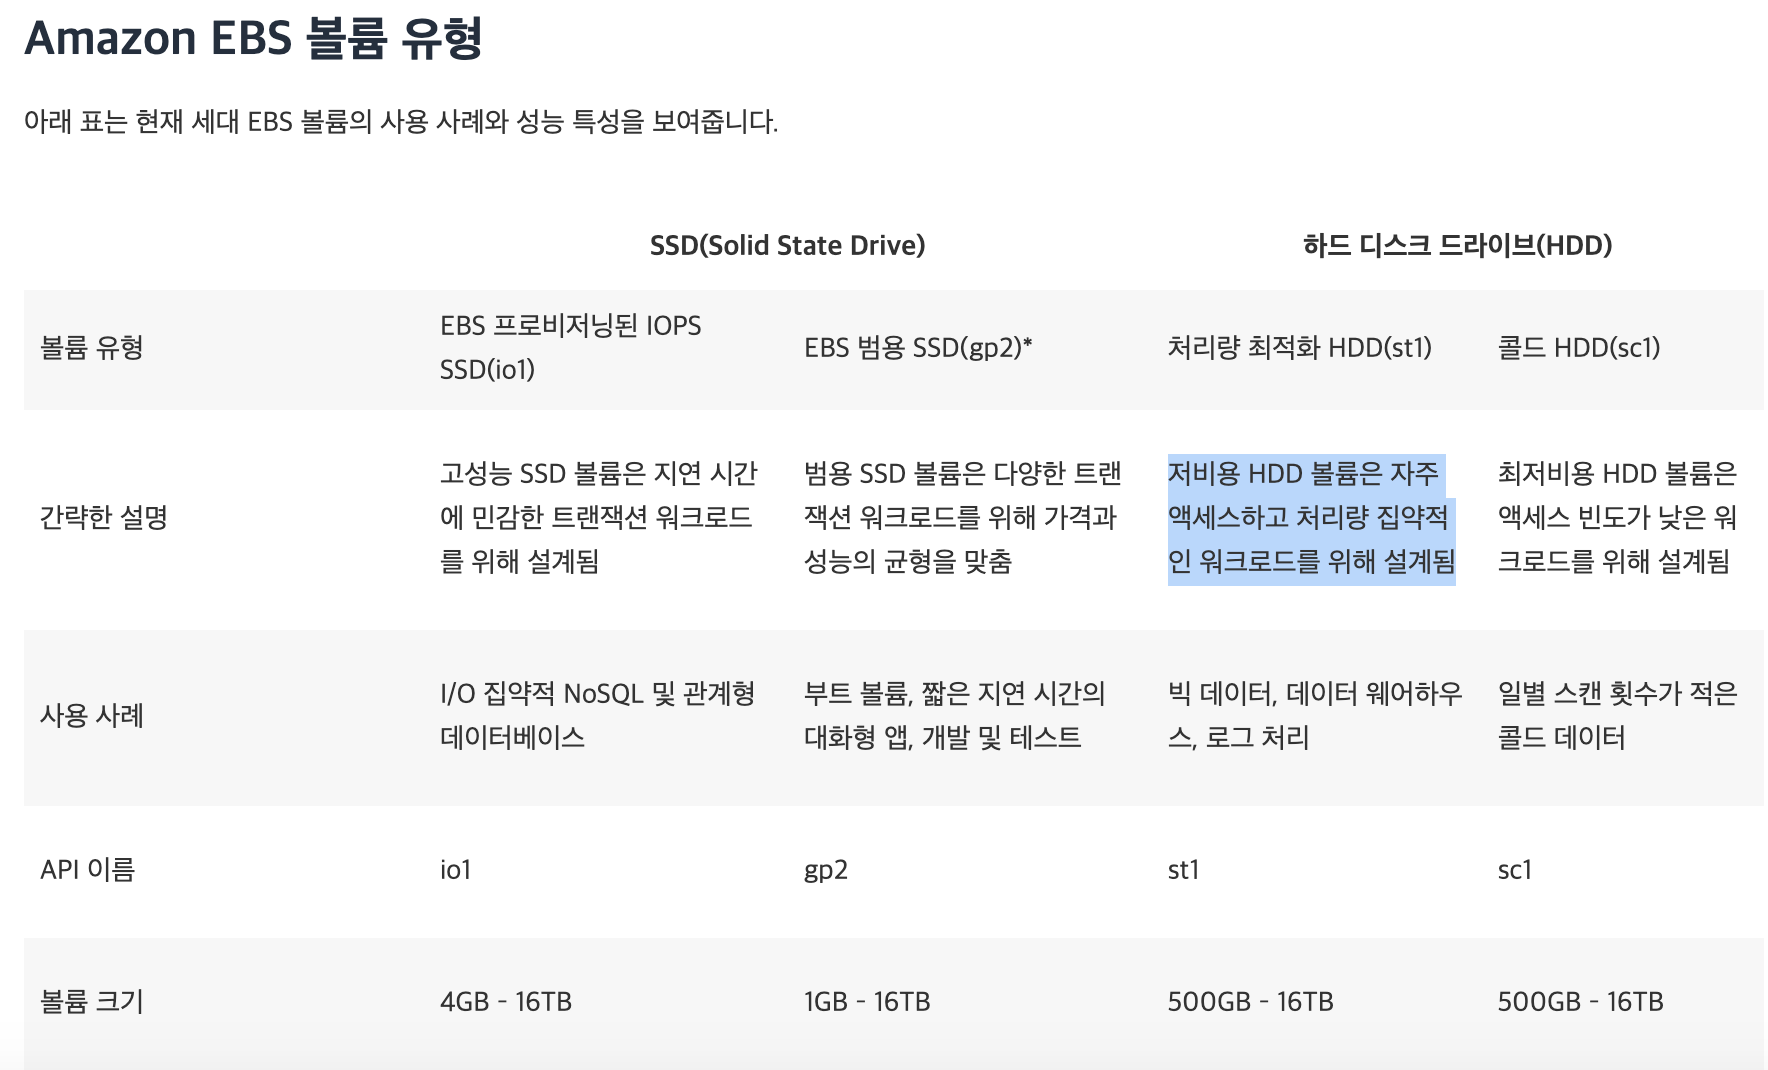 Amazon EBS 볼륨 유형
아래 표는 현재 세대 EBS 볼륨의 사용 사례와 성능 특성을 보여줍니다.
SSD(Solid State Drive)
하드 디스크 드라이브(HDD)
볼륨 유형
EBS 프로비저닝된 IOPS
SSD(io1)
EBS 범용 SSD(gp2)*
처리량 최적화 HDD(st1)
콜드 HDD(sc1)
간략한 설명
고성능 SSD 볼륨은 지연 시간
에 민감한 트랜잭션 워크로드
를 위해 설계됨
범용 SSD 볼륨은 다양한 트랜
잭션 워크로드를 위해 가격과
성능의 균형을 맞춤
저비용 HDD 볼륨은 자주
액세스하고 처리량 집약적
인 워크로드를 위해 설계됨
최저비용 HDD 볼륨은
액세스 빈도가 낮은 워
크로드를 위해 설계됨
사용 사례
I/O 집약적 NoSQL 및 관계형
데이터베이스
부트 볼륨, 짧은 지연 시간의
대화형 앱, 개발 및 테스트
빅 데이터, 데이터 웨어하우
스, 로그 처리
일별 스캔 횟수가 적은
콜드 데이터
API 이름
io1
gp2
st1
sc1
볼륨 크기
4GB - 16TB
1GB - 16TB
500GB - 16TB
500GB - 16TB